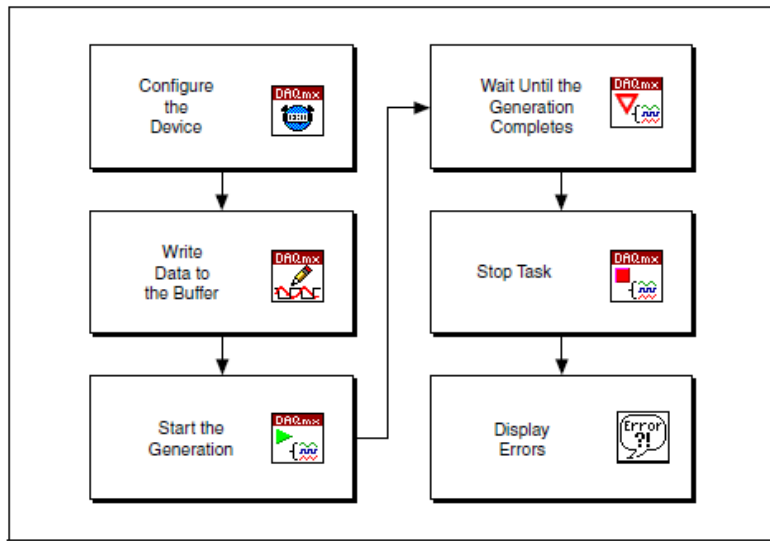 Configure
the
Device
DAQmx
Write
Data to
the Buffer
DAQmx
Start the
Generation
DAQmx
Wait Until the
Generation
Completes
DAQmx
Stop Task
DAQmx
Display
Errors
Error
?!